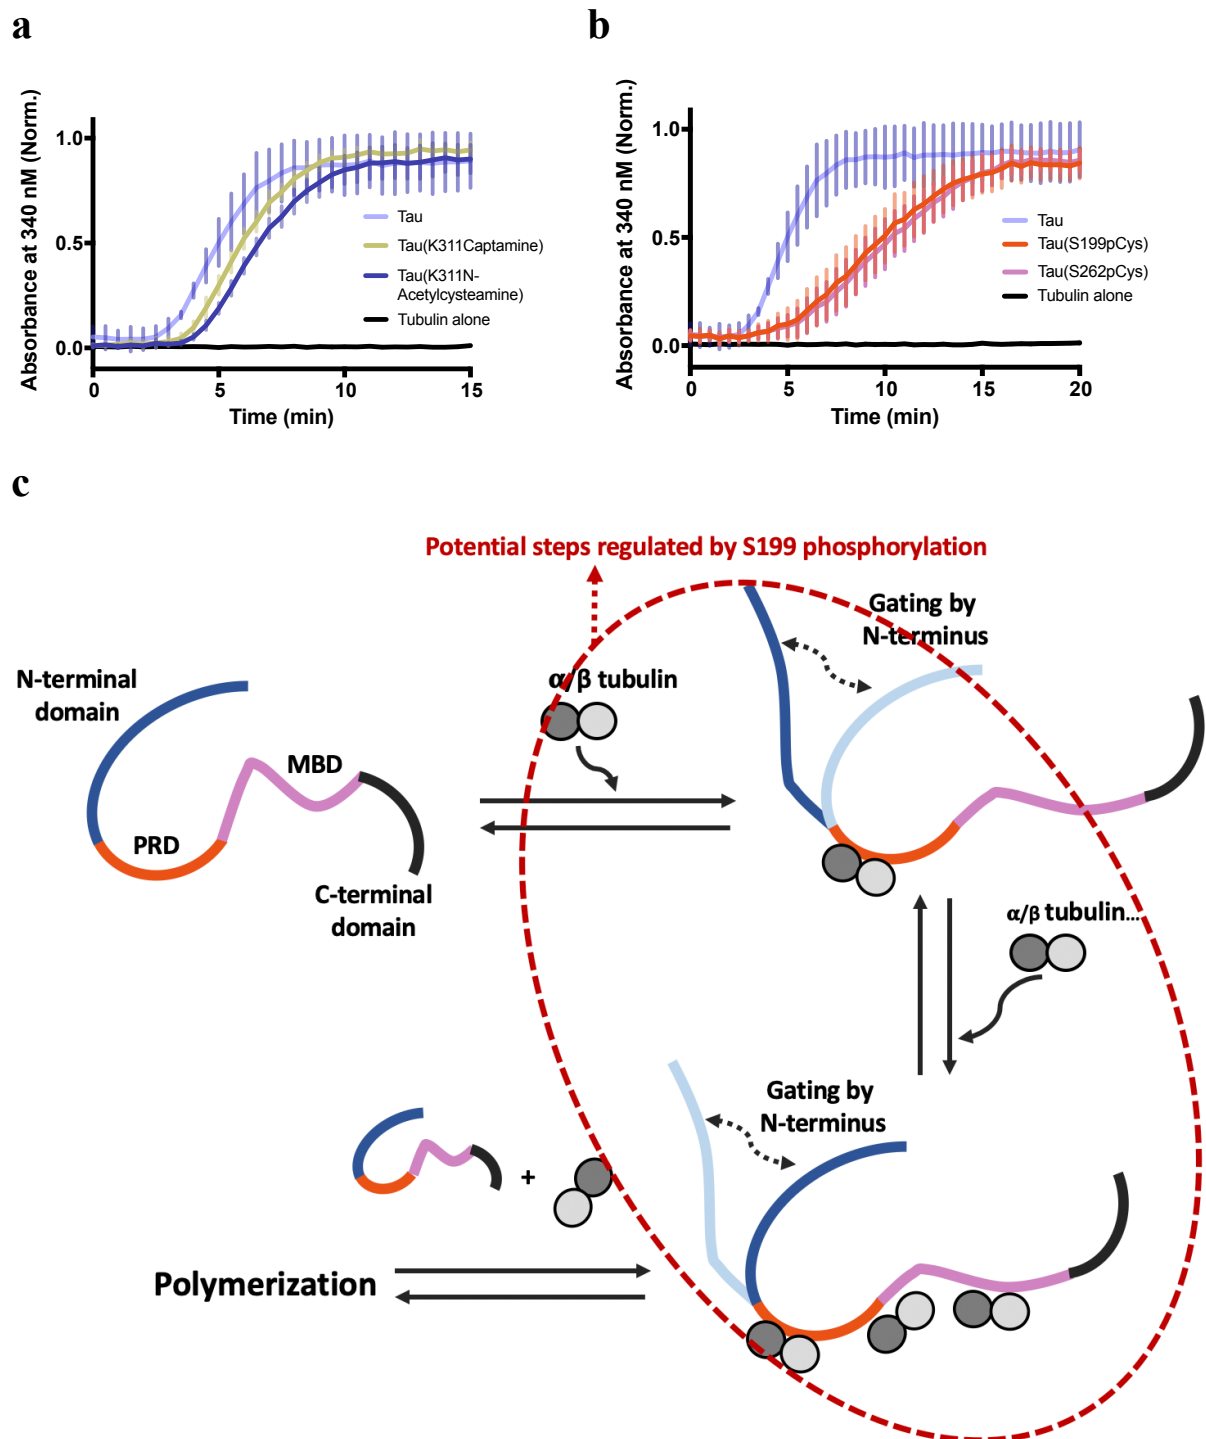 a
b
Absorbance at 340 nM (Norm.)
1.0
0.5
0.0
0
5
10
15
Time (min)
Tau
Tau(K311Captamine)
Tau(K311N-
Acetylcysteamine)
Tubulin alone
Absorbance at 340 nM (Norm.)
1.0
0.5
0.0
0
5
10
15
20
Time (min)
Tau
Tau(S199pCys)
Tau(S262pCys)
Tubulin alone
c
Potential steps regulated by S199 phosphorylation
Gating by
N-terminus
N-terminal
domain
α/β tubulin
MBD
PRD
C-terminal
domain
α/β tubulin...
Gating by
N-terminus
+
Polymerization